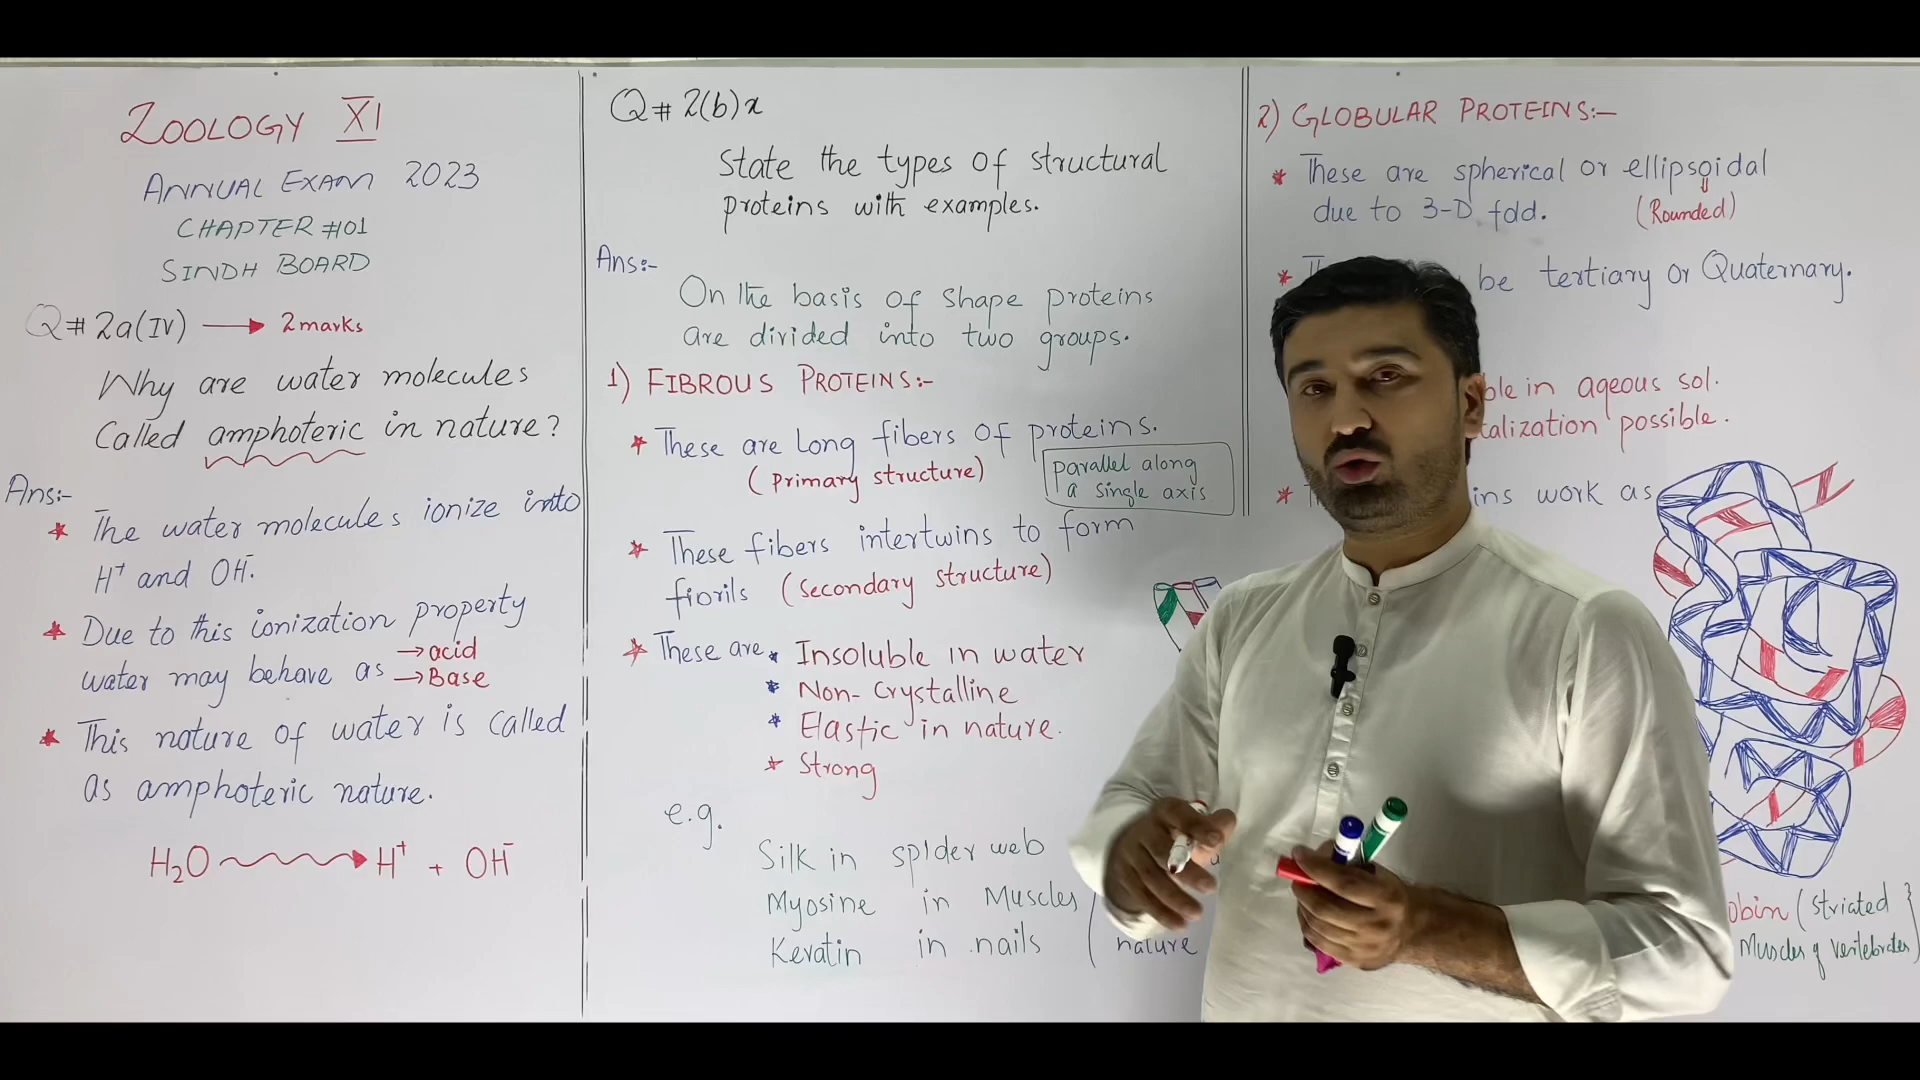 ZOOLOGY XI
ANNUAL EXAM 2023
CHAPTER #01
SINDH BOARD
Q# 2a(IV) → 2 marks
Why are water molecules
Called amphoteric in nature?
Ans:-
* The water molecules ionize into
H⁺ and OH⁻.
* Due to this ionization property
water may behave as → acid
→ Base
* This nature of water is called
as amphoteric nature.
H₂O → H⁺ + OH⁻
Q# 2(b)x
State the types of structural
proteins with examples.
Ans:-
On the basis of shape proteins
are divided into two groups.
1) FIBROUS PROTEINS:-
* These are long fibers of proteins.
(primary structure)
parallel along
a single axis
* These fibers intertwins to form
fiorils (secondary structure)
* These are * Insoluble in water
* Non-Crystalline
* Elastic in nature.
* Strong
e.g.
Silk in spider web
Myosine in Muscles
Keratin in nails
nature
2) GLOBULAR PROTEINS:-
* These are spherical or ellipsoidal
due to 3-D fold. (Rounded)
* be tertiary or Quaternary.
ble in aqeous sol.
talization possible.
* ins work as
obin (striated
Muscles of vertebrates)